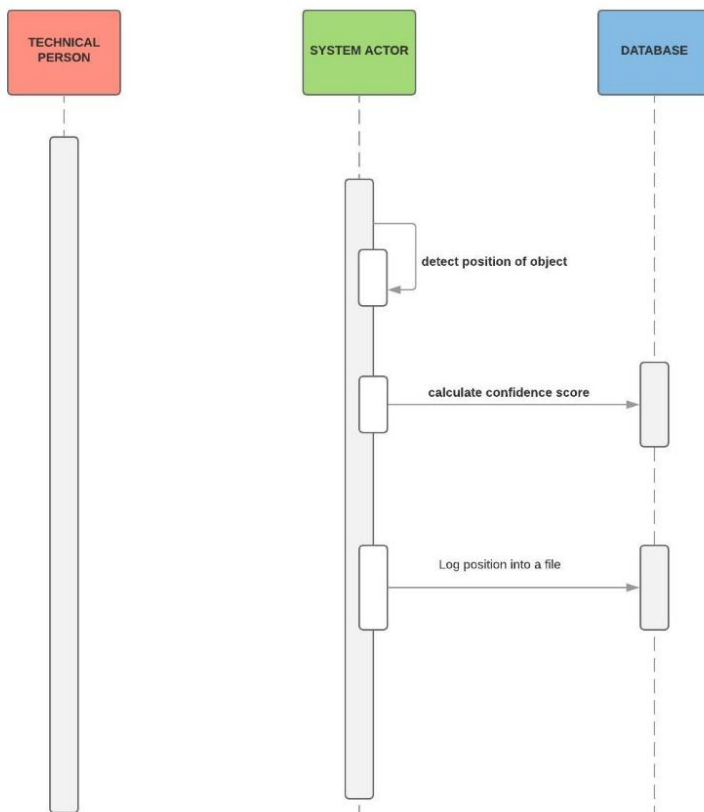 TECHNICAL
PERSON
SYSTEM ACTOR
DATABASE
detect position of object
calculate confidence score
Log position into a file